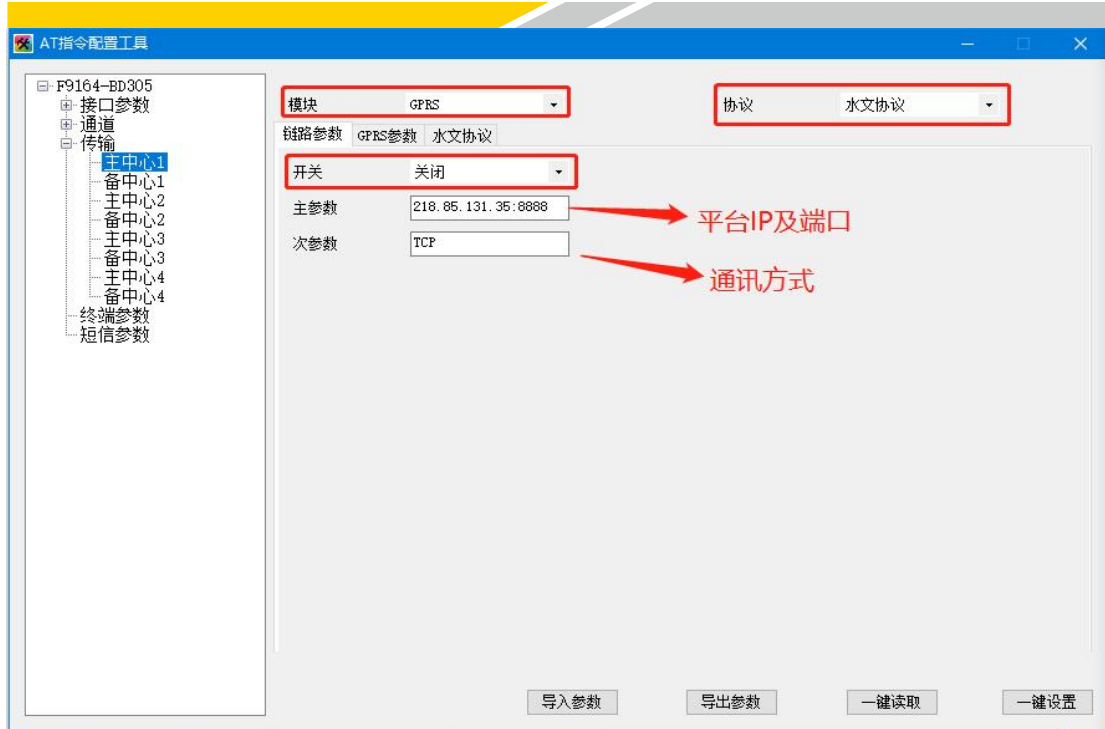 AT指令配置工具
F9164-BD305
接口参数
通道
传输
主中心1
备中心1
主中心2
备中心2
主中心3
备中心3
主中心4
备中心4
终端参数
短信参数
模块 GPRS
协议 水文协议
链路参数 GPRS参数 水文协议
开关 关闭
主参数 218.85.131.35:8888
平台IP及端口
次参数 TCP
通讯方式
导入参数 导出参数 一键读取 一键设置